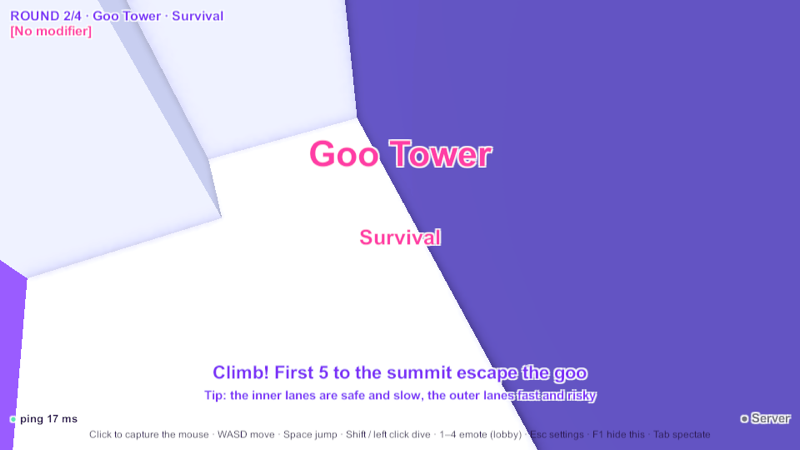 ROUND 2/4 · Goo Tower · Survival
[No modifier]
Goo Tower
Survival
Climb! First 5 to the summit escape the goo
Tip: the inner lanes are safe and slow, the outer lanes fast and risky
ping 17 ms
Server
Click to capture the mouse · WASD move · Space jump · Shift / left click dive · 1–4 emote (lobby) · Esc settings · F1 hide this · Tab spectate